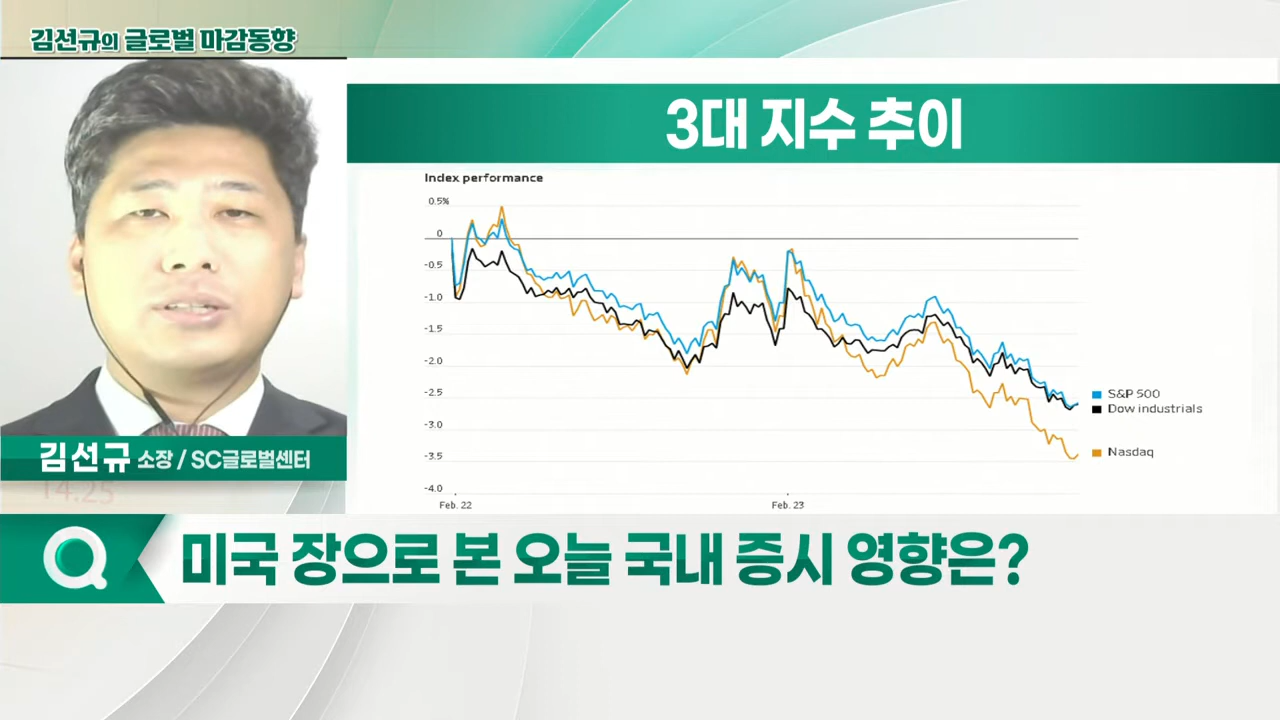 김선규의 글로벌 마감동향
3대 지수 추이
Index performance
0.5%
0
-0.5
-1.0
-1.5
-2.0
-2.5
-3.0
-3.5
-4.0
S&P 500
Dow industrials
Nasdaq
Feb. 22
Feb. 23
김선규 소장 / SC글로벌센터
14.25
미국 장으로 본 오늘 국내 증시 영향은?